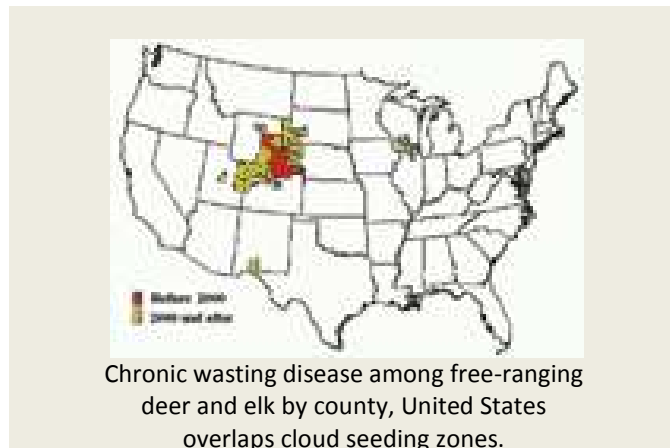 Before 2000
2000 and after
Chronic wasting disease among free-ranging
deer and elk by county, United States
overlaps cloud seeding zones.